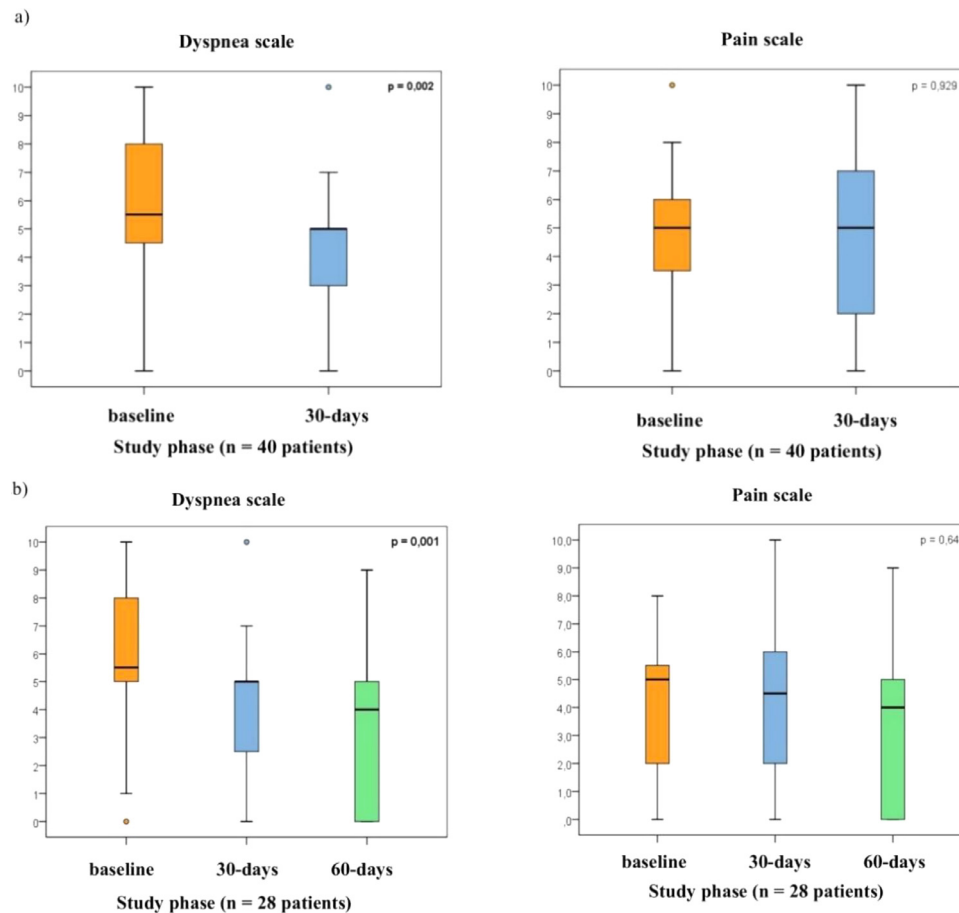 a)
Dyspnea scale
p = 0,002
10
9
8
7
6
5
4
3
2
1
0
baseline 30-days
Study phase (n = 40 patients)
Pain scale
p = 0,929
10
9
8
7
6
5
4
3
2
1
0
baseline 30-days
Study phase (n = 40 patients)
b)
Dyspnea scale
p = 0,001
10
9
8
7
6
5
4
3
2
1
0
baseline 30-days 60-days
Study phase (n = 28 patients)
Pain scale
p = 0,64
10,0
9,0
8,0
7,0
6,0
5,0
4,0
3,0
2,0
1,0
,0
baseline 30-days 60-days
Study phase (n = 28 patients)